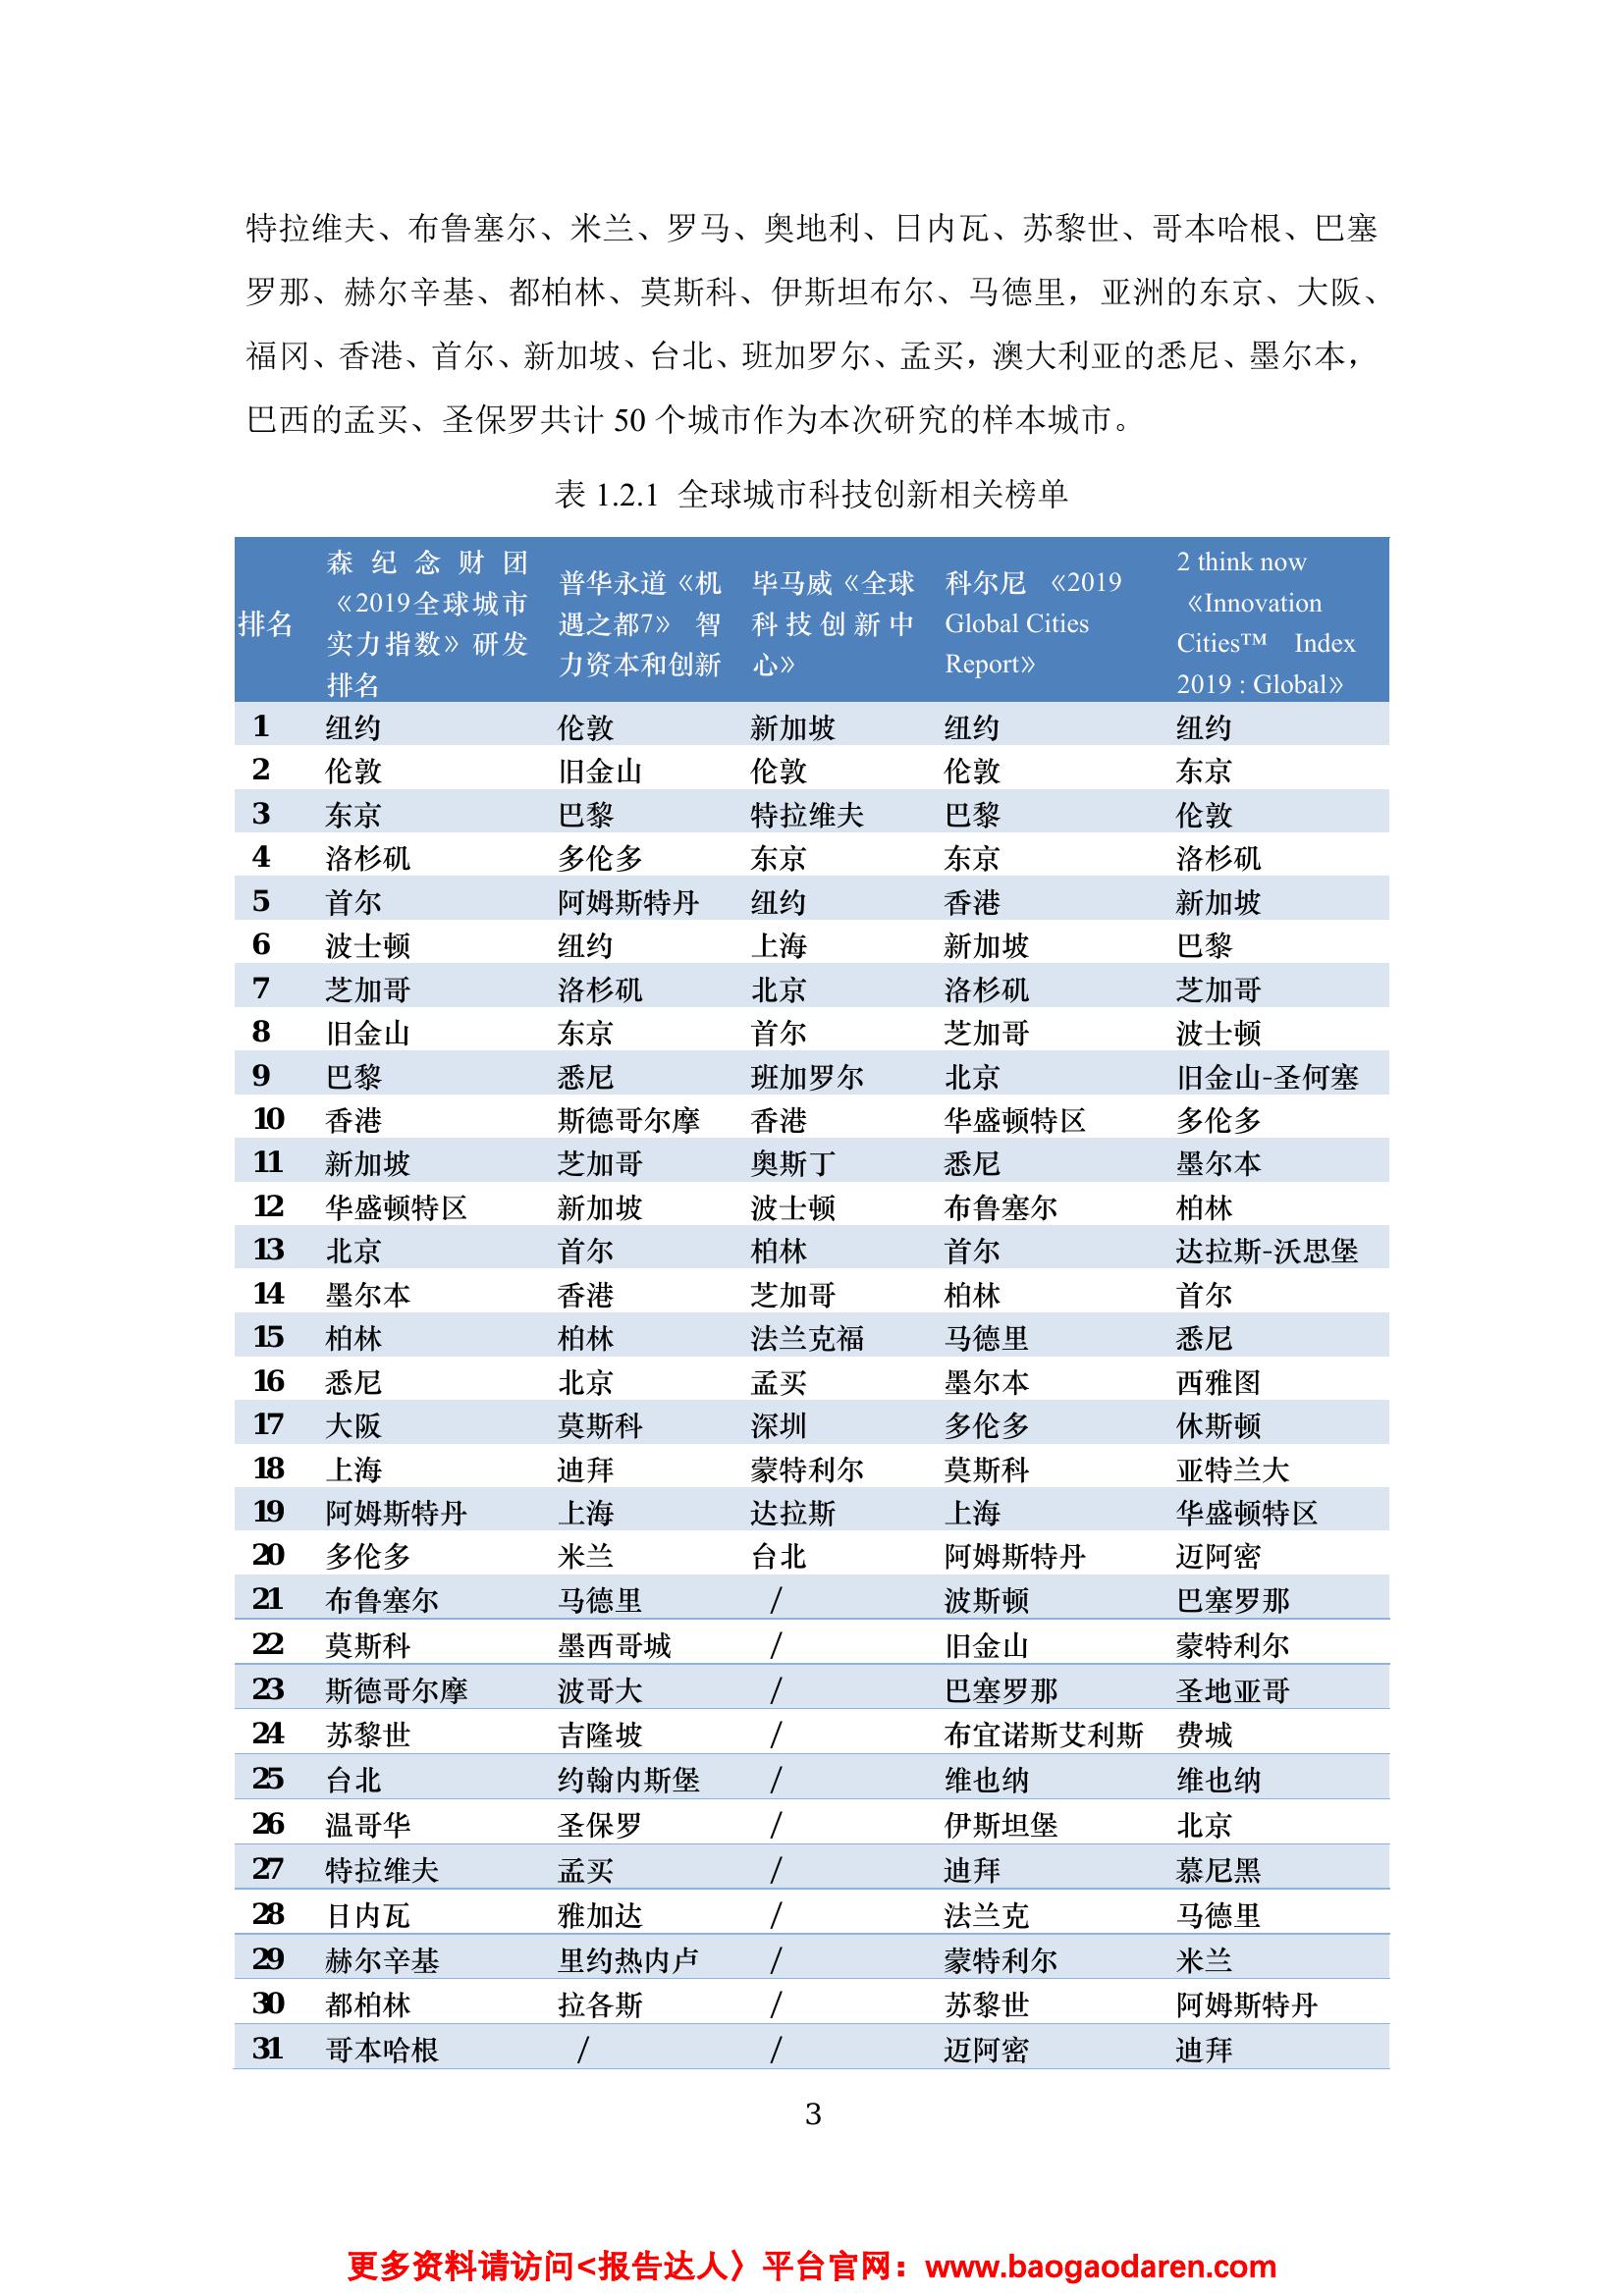 特拉维夫、布鲁塞尔、米兰、罗马、奥地利、日内瓦、苏黎世、哥本哈根、巴塞
罗那、赫尔辛基、都柏林、莫斯科、伊斯坦布尔、马德里，亚洲的东京、大阪、
福冈、香港、首尔、新加坡、台北、班加罗尔、孟买，澳大利亚的悉尼、墨尔本，
巴西的孟买、圣保罗共计 50 个城市作为本次研究的样本城市。
表 1.2.1 全球城市科技创新相关榜单
排名 森纪念财团《2019全球城市实力指数》研发排名 普华永道《机遇之都7》 智力资本和创新 毕马威《全球科技创新中心》 科尔尼 《2019 Global Cities Report》 2 think now 《Innovation Cities™ Index 2019 : Global》
1 纽约 伦敦 新加坡 纽约 纽约
2 伦敦 旧金山 伦敦 伦敦 东京
3 东京 巴黎 特拉维夫 巴黎 伦敦
4 洛杉矶 多伦多 东京 东京 洛杉矶
5 首尔 阿姆斯特丹 纽约 香港 新加坡
6 波士顿 纽约 上海 新加坡 巴黎
7 芝加哥 洛杉矶 北京 洛杉矶 芝加哥
8 旧金山 东京 首尔 芝加哥 波士顿
9 巴黎 悉尼 班加罗尔 北京 旧金山-圣何塞
10 香港 斯德哥尔摩 香港 华盛顿特区 多伦多
11 新加坡 芝加哥 奥斯丁 悉尼 墨尔本
12 华盛顿特区 新加坡 波士顿 布鲁塞尔 柏林
13 北京 首尔 柏林 首尔 达拉斯-沃思堡
14 墨尔本 香港 芝加哥 柏林 首尔
15 柏林 柏林 法兰克福 马德里 悉尼
16 悉尼 北京 孟买 墨尔本 西雅图
17 大阪 莫斯科 深圳 多伦多 休斯顿
18 上海 迪拜 蒙特利尔 莫斯科 亚特兰大
19 阿姆斯特丹 上海 达拉斯 上海 华盛顿特区
20 多伦多 米兰 台北 阿姆斯特丹 迈阿密
21 布鲁塞尔 马德里 / 波斯顿 巴塞罗那
22 莫斯科 墨西哥城 / 旧金山 蒙特利尔
23 斯德哥尔摩 波哥大 / 巴塞罗那 圣地亚哥
24 苏黎世 吉隆坡 / 布宜诺斯艾利斯 费城
25 台北 约翰内斯堡 / 维也纳 维也纳
26 温哥华 圣保罗 / 伊斯坦堡 北京
27 特拉维夫 孟买 / 迪拜 慕尼黑
28 日内瓦 雅加达 / 法兰克 马德里
29 赫尔辛基 里约热内卢 / 蒙特利尔 米兰
30 都柏林 拉各斯 / 苏黎世 阿姆斯特丹
31 哥本哈根 / / 迈阿密 迪拜
3
更多资料请访问<报告达人〉平台官网：www.baogaodaren.com